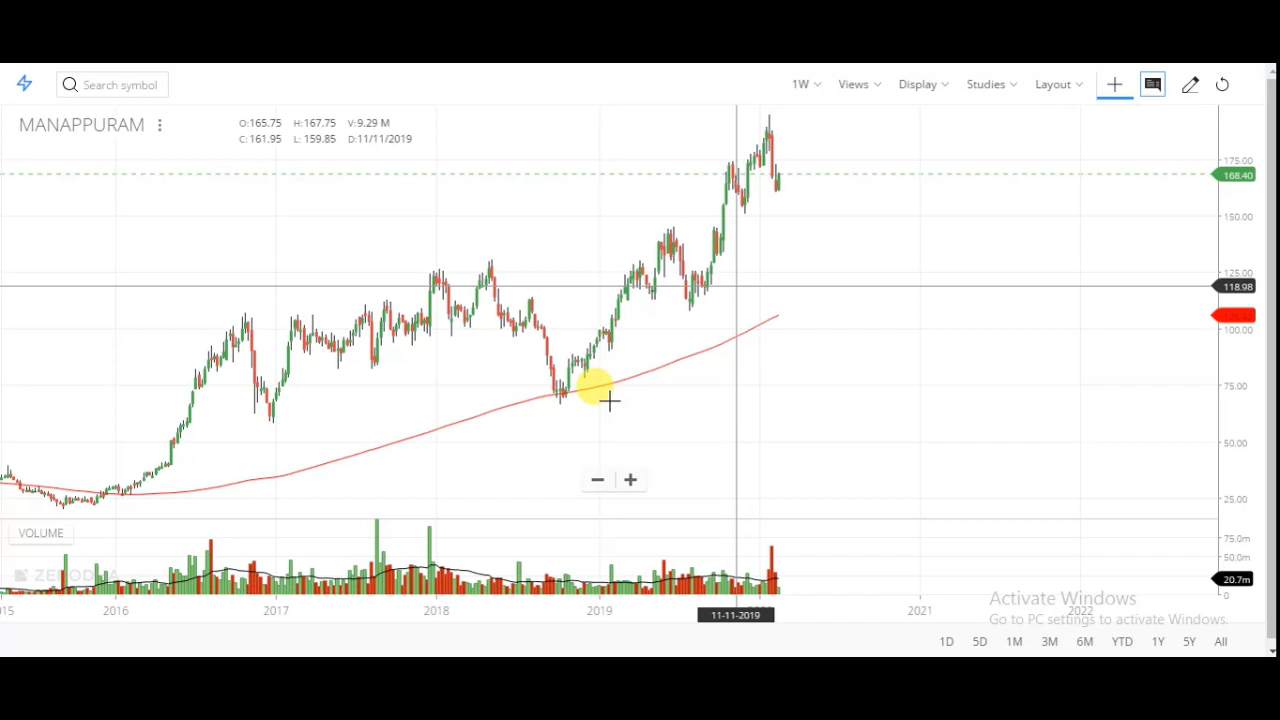 Search symbol
1W Views Display Studies Layout
MANAPPURAM
O:165.75 H:167.75 V:9.29 M
C:161.95 L: 159.85 D:11/11/2019
175.00
168.40
150.00
125.00
118.98
100.00
75.00
50.00
25.00
VOLUME
75.0m
50.0m
20.7m
0
2016 2017 2018 2019 2021 2022
11-11-2019
Activate Windows
Go to PC settings to activate Windows.
1D 5D 1M 3M 6M YTD 1Y 5Y All